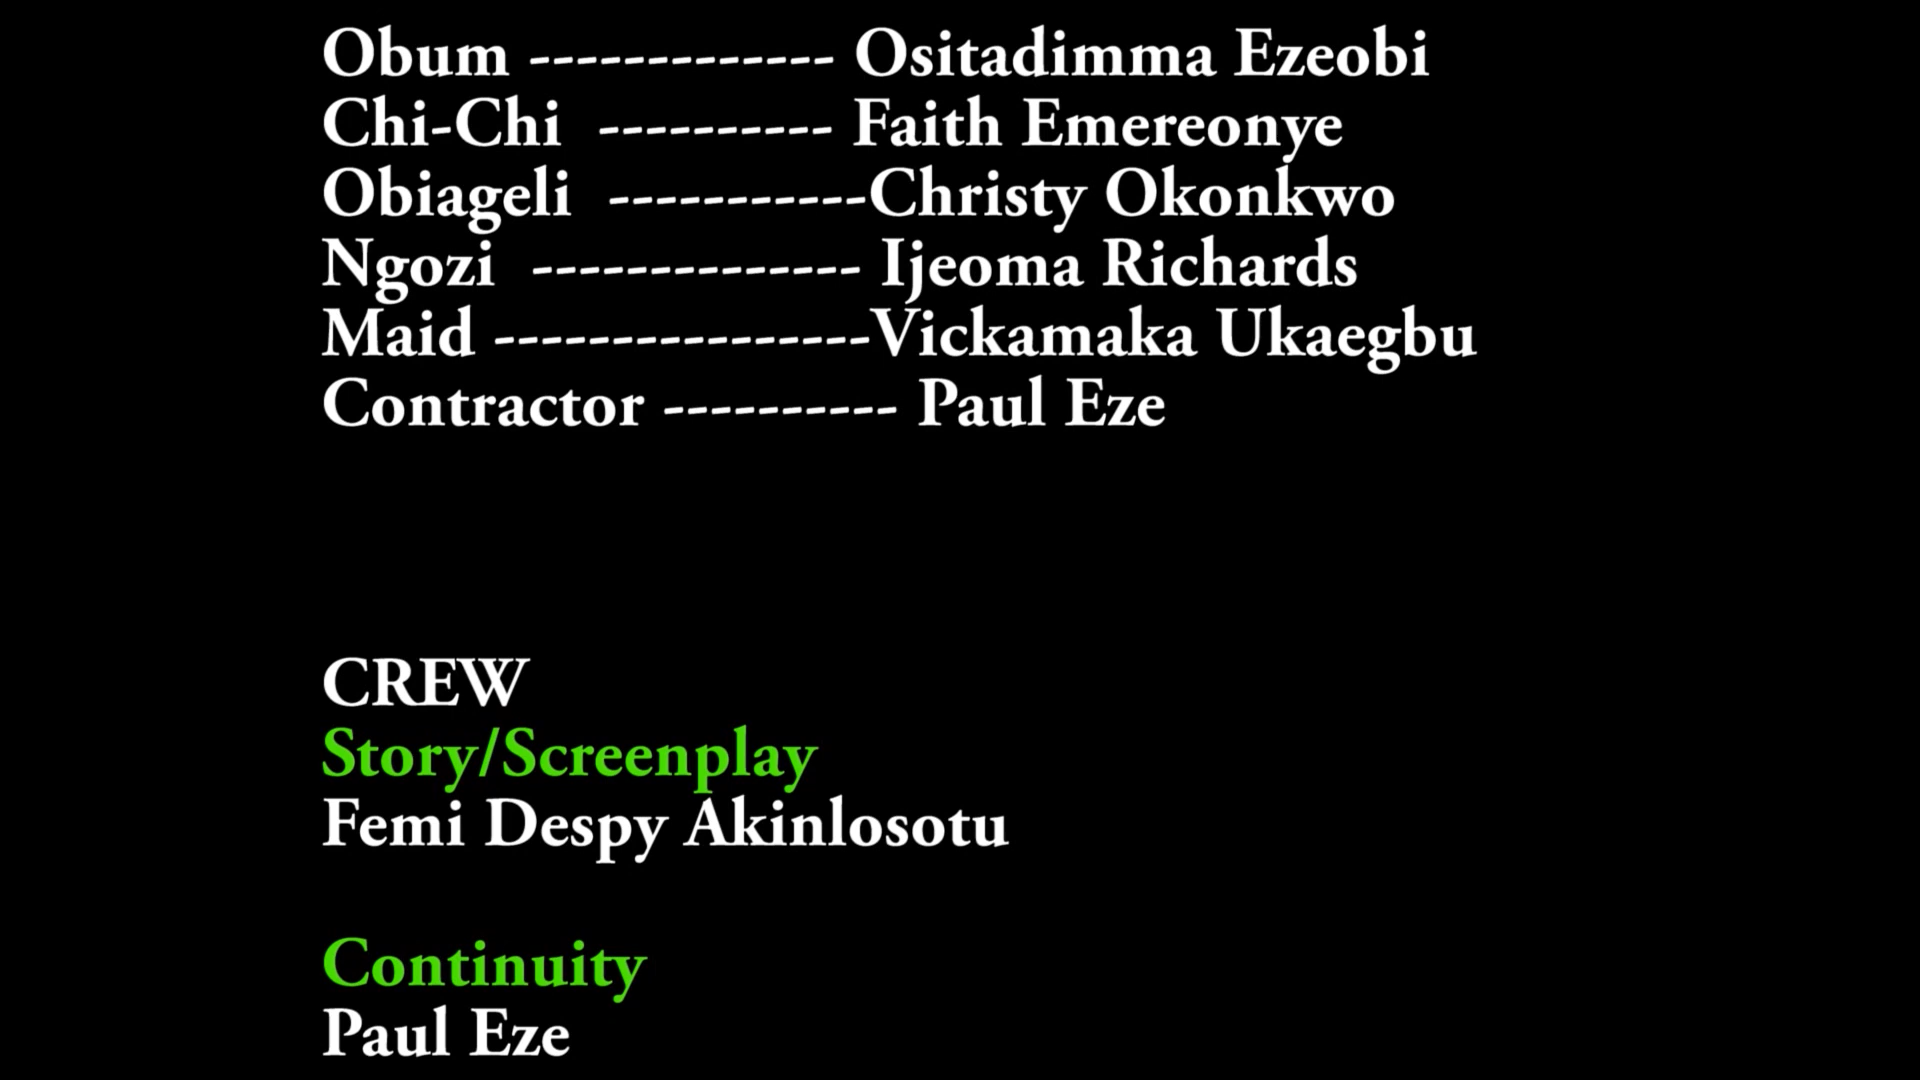 Obum ------------- Ositadimma Ezeobi
Chi-Chi ---------- Faith Emereonye
Obiageli -----------Christy Okonkwo
Ngozi -------------- Ijeoma Richards
Maid ----------------Vickamaka Ukaegbu
Contractor ---------- Paul Eze
CREW
Story/Screenplay
Femi Despy Akinlosotu
Continuity
Paul Eze